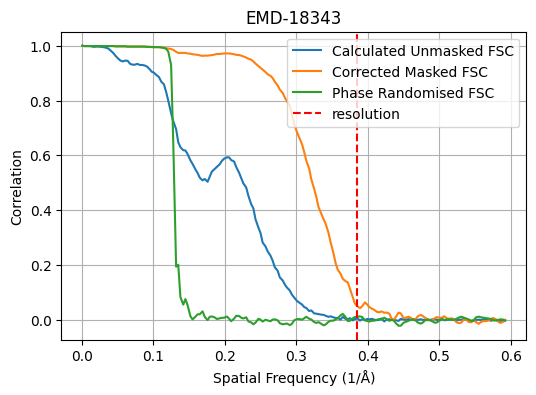 EMD-18343
Calculated Unmasked FSC
Corrected Masked FSC
Phase Randomised FSC
resolution
Correlation
1.0
0.8
0.6
0.4
0.2
0.0
0.0 0.1 0.2 0.3 0.4 0.5 0.6
Spatial Frequency (1/Å)